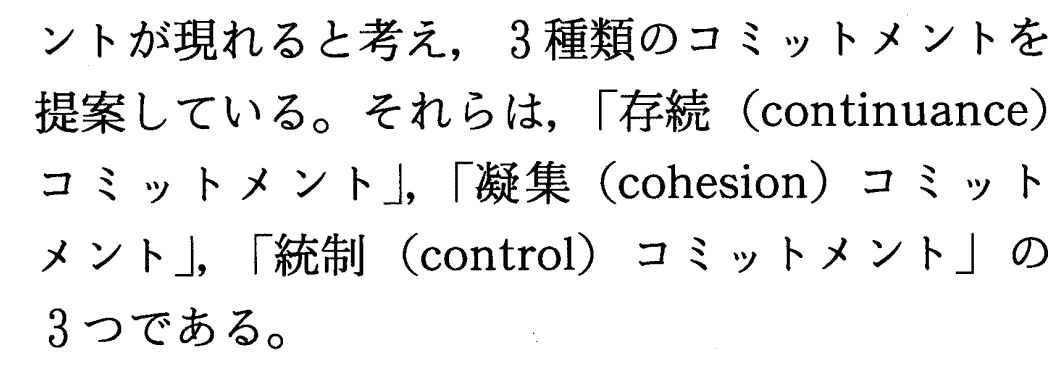 ントが現れると考え，3種類のコミットメントを
提案している。それらは，「存続（continuance）
コミットメント」，「凝集（cohesion）コミット
メント」，「統制（control）コミットメント」の
3つである。